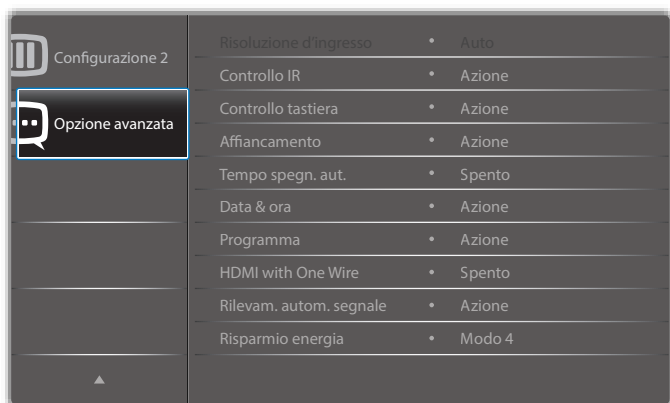 Configurazione 2
Opzione avanzata
Risoluzione d'ingresso • Auto
Controllo IR • Azione
Controllo tastiera • Azione
Affiancamento • Azione
Tempo spegn. aut. • Spento
Data & ora • Azione
Programma • Azione
HDMI with One Wire • Spento
Rilevam. autom. segnale • Azione
Risparmio energia • Modo 4